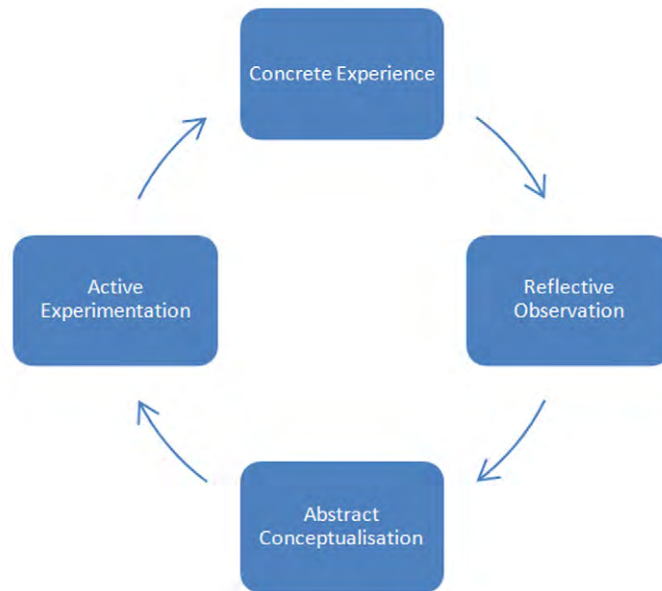 Concrete Experience
Reflective
Observation
Abstract
Conceptualisation
Active
Experimentation